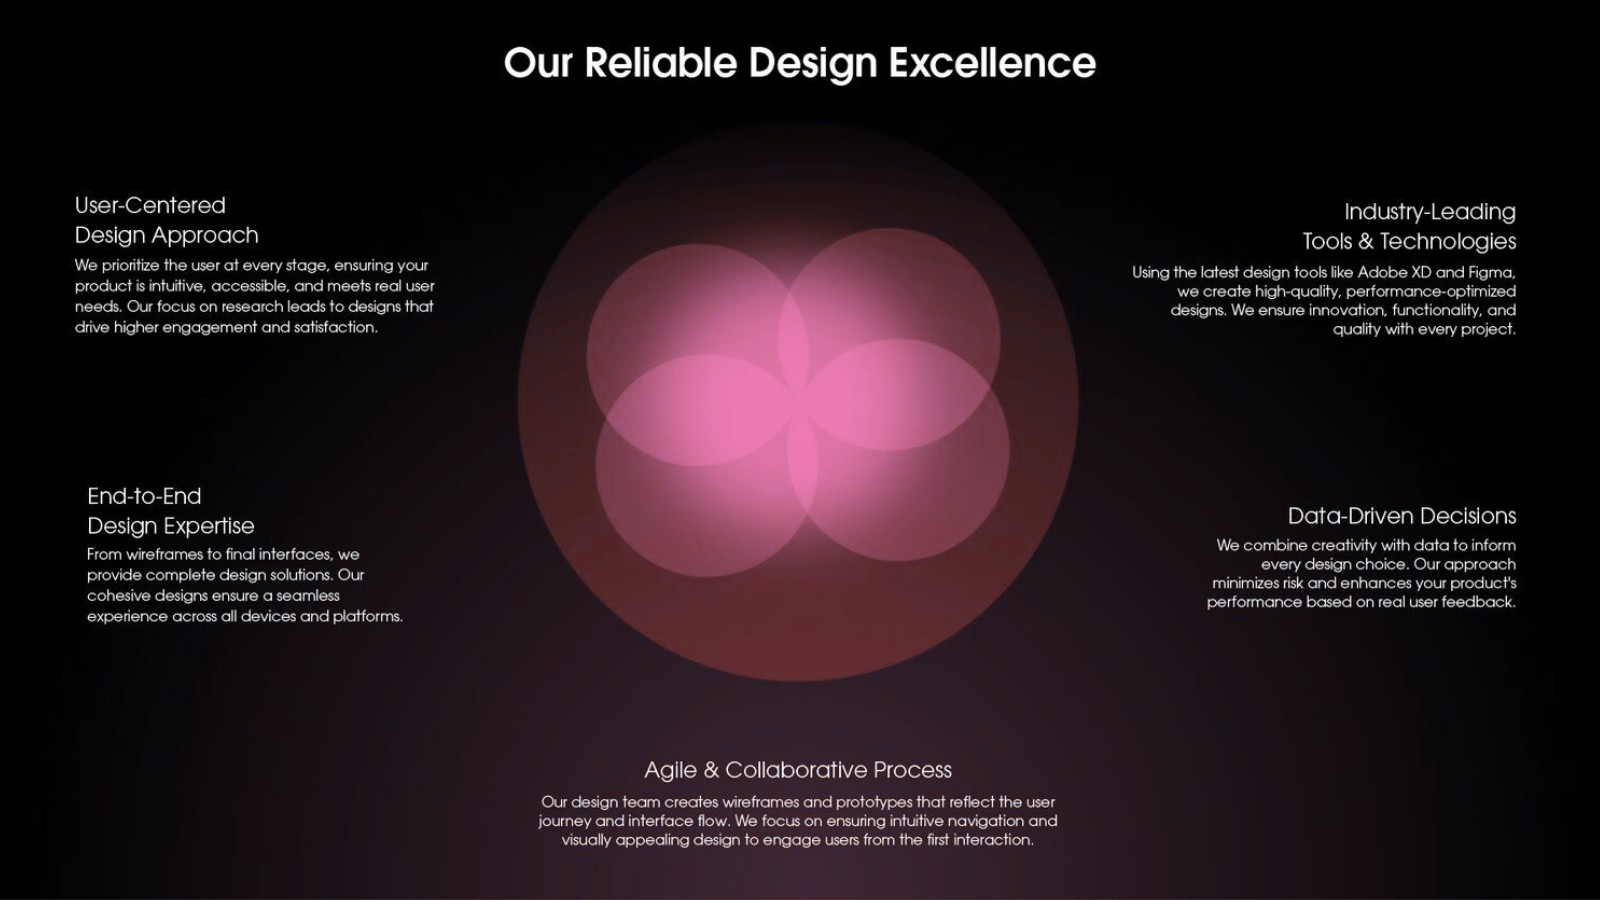 Our Reliable Design Excellence
User-Centered
Design Approach
We prioritize the user at every stage, ensuring your
product is intuitive, accessible, and meets real user
needs. Our focus on research leads to designs that
drive higher engagement and satisfaction.
Industry-Leading
Tools & Technologies
Using the latest design tools like Adobe XD and Figma,
we create high-quality, performance-optimized
designs. We ensure innovation, functionality, and
quality with every project.
End-to-End
Design Expertise
From wireframes to final interfaces, we
provide complete design solutions. Our
cohesive designs ensure a seamless
experience across all devices and platforms.
Data-Driven Decisions
We combine creativity with data to inform
every design choice. Our approach
minimizes risk and enhances your product's
performance based on real user feedback.
Agile & Collaborative Process
Our design team creates wireframes and prototypes that reflect the user
journey and interface flow. We focus on ensuring intuitive navigation and
visually appealing design to engage users from the first interaction.